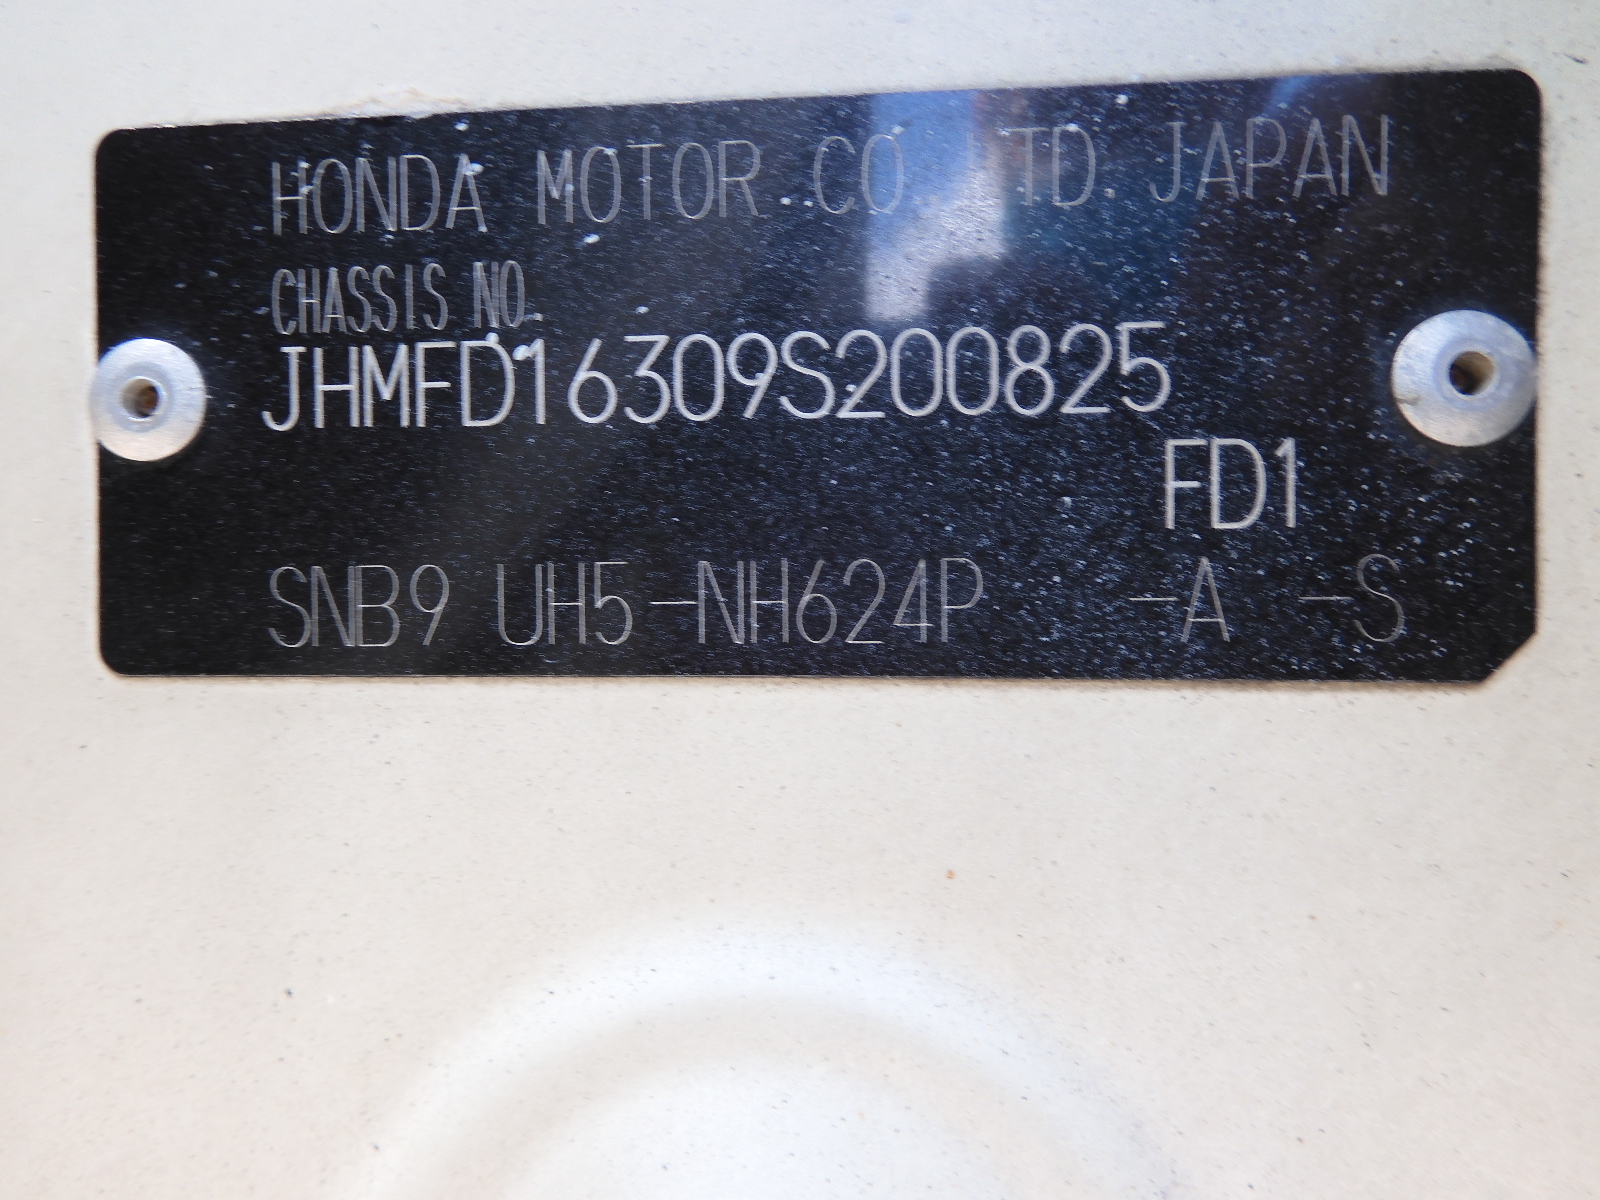 HONDA MOTOR CO.,LTD.JAPAN
CHASSIS NO.
JHMFD16309S200825
FD1
SNB9 UH5-NH624P -A -S